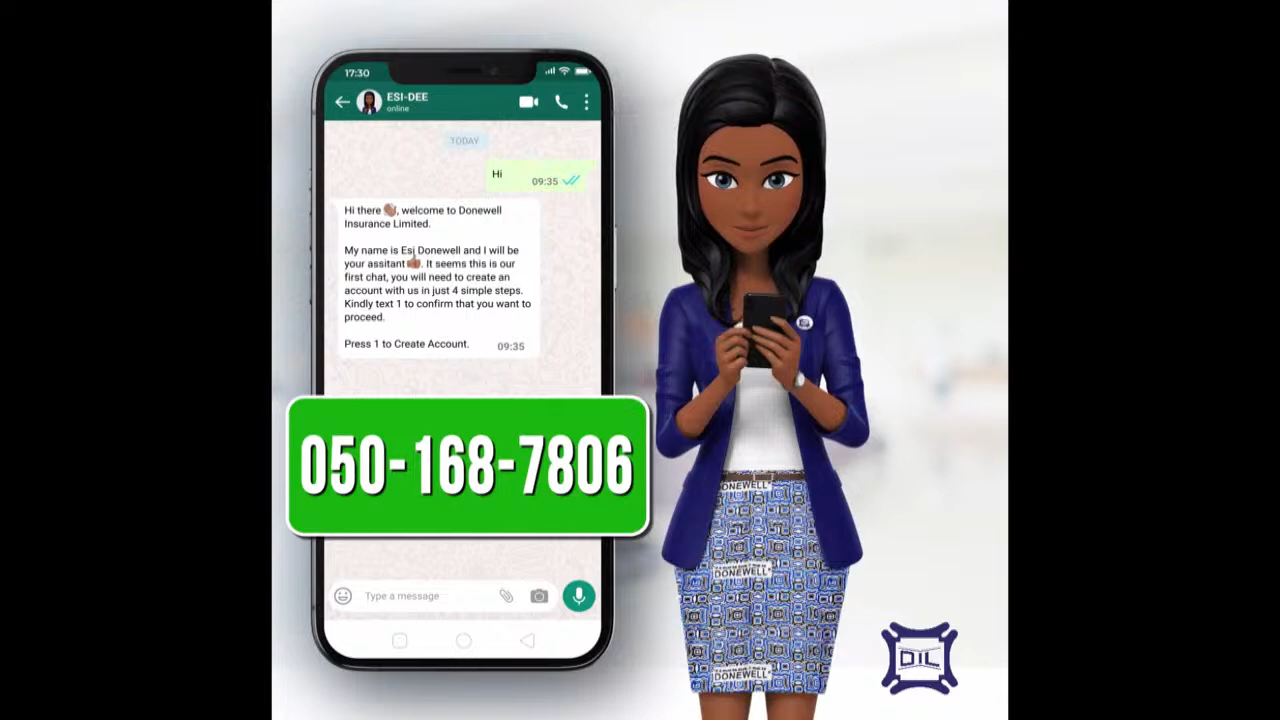 17:30
ESI-DEE
online
TODAY
Hi
09:35
Hi there 👋🏽, welcome to Donewell
Insurance Limited.
My name is Esi Donewell and I will be
your assitant👍🏽. It seems this is our
first chat, you will need to create an
account with us in just 4 simple steps.
Kindly text 1 to confirm that you want to
proceed.
Press 1 to Create Account.
09:35
050-168-7806
Type a message
DONEWELL
DONEWELL
DONEWELL
DIL